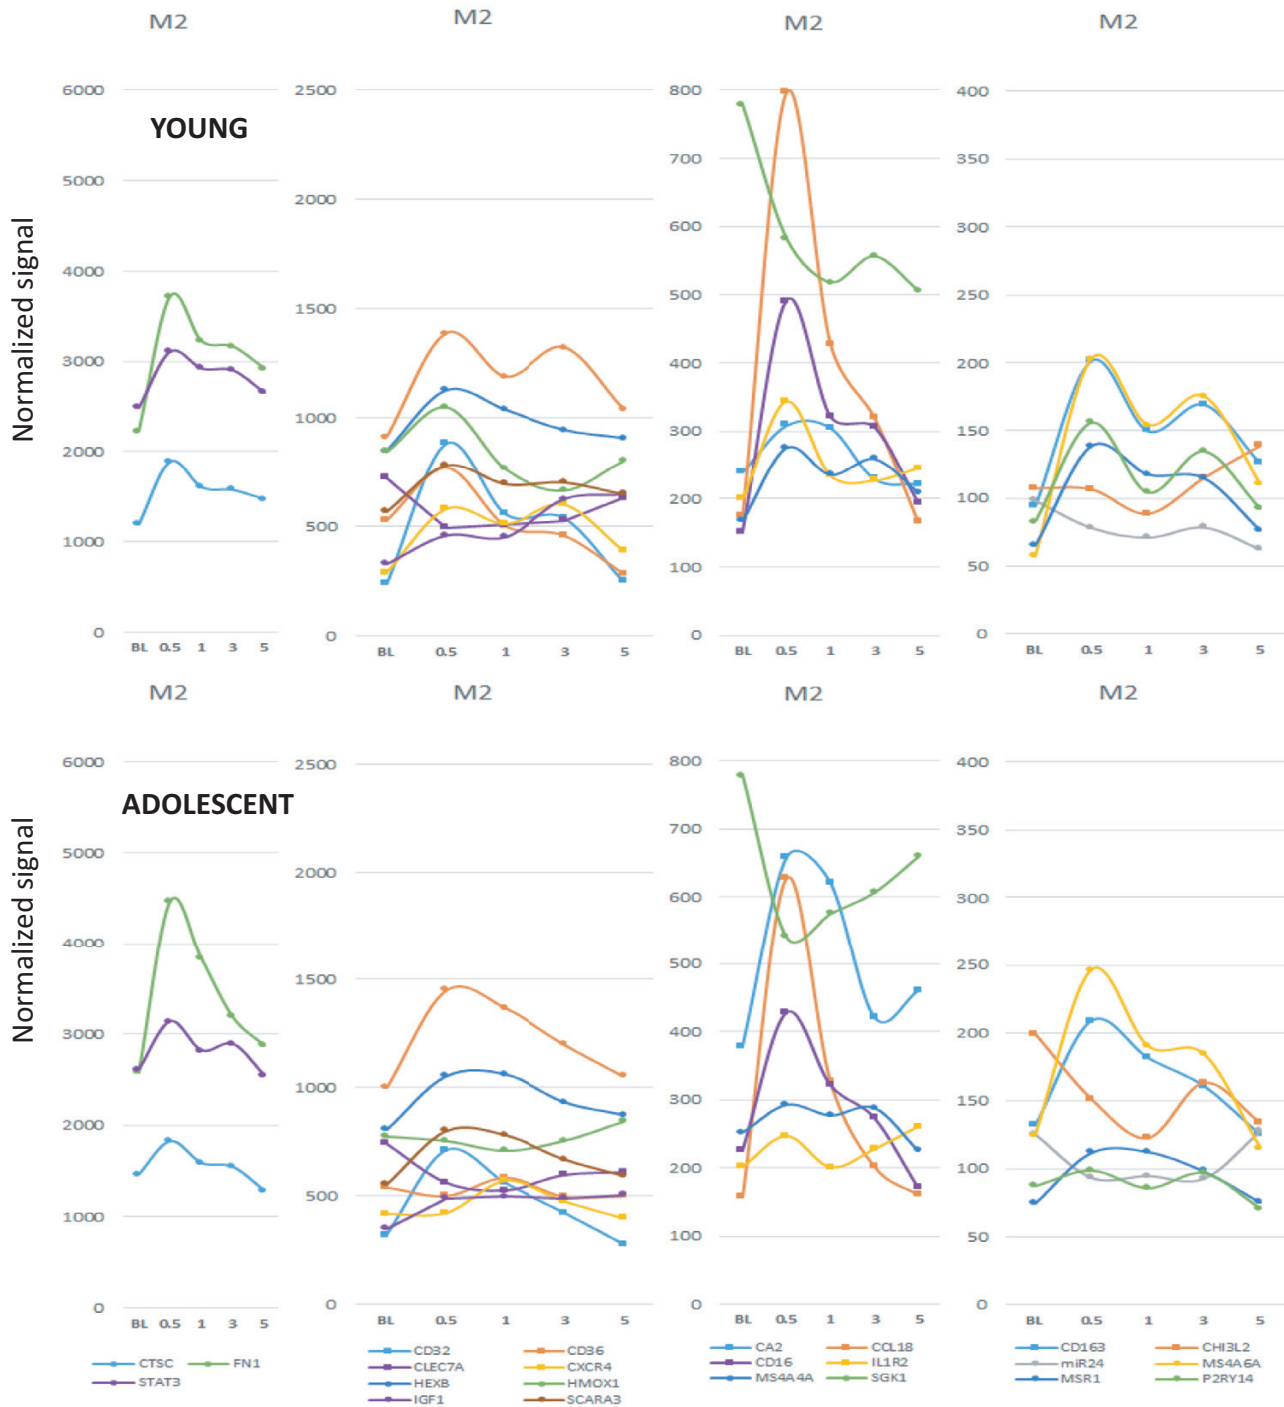 M2
M2
M2
M2
6000
5000
4000
3000
2000
1000
0
YOUNG
Normalized signal
BL 0.5 1 3 5
2500
2000
1500
1000
500
0
BL 0.5 1 3 5
800
700
600
500
400
300
200
100
0
BL 0.5 1 3 5
400
350
300
250
200
150
100
50
0
BL 0.5 1 3 5
M2
M2
M2
M2
6000
5000
4000
3000
2000
1000
0
ADOLESCENT
Normalized signal
BL 0.5 1 3 5
2500
2000
1500
1000
500
0
BL 0.5 1 3 5
800
700
600
500
400
300
200
100
0
BL 0.5 1 3 5
400
350
300
250
200
150
100
50
0
BL 0.5 1 3 5
CTSC FN1
STAT3
CD32 CD36
CLEC7A CXCR4
HEXB HMOX1
IGF1 SCARA3
CA2 CCL18
CD16 IL1R2
MS4A4A SGK1
CD163 CHI3L2
miR24 MS4A6A
MSR1 P2RY14